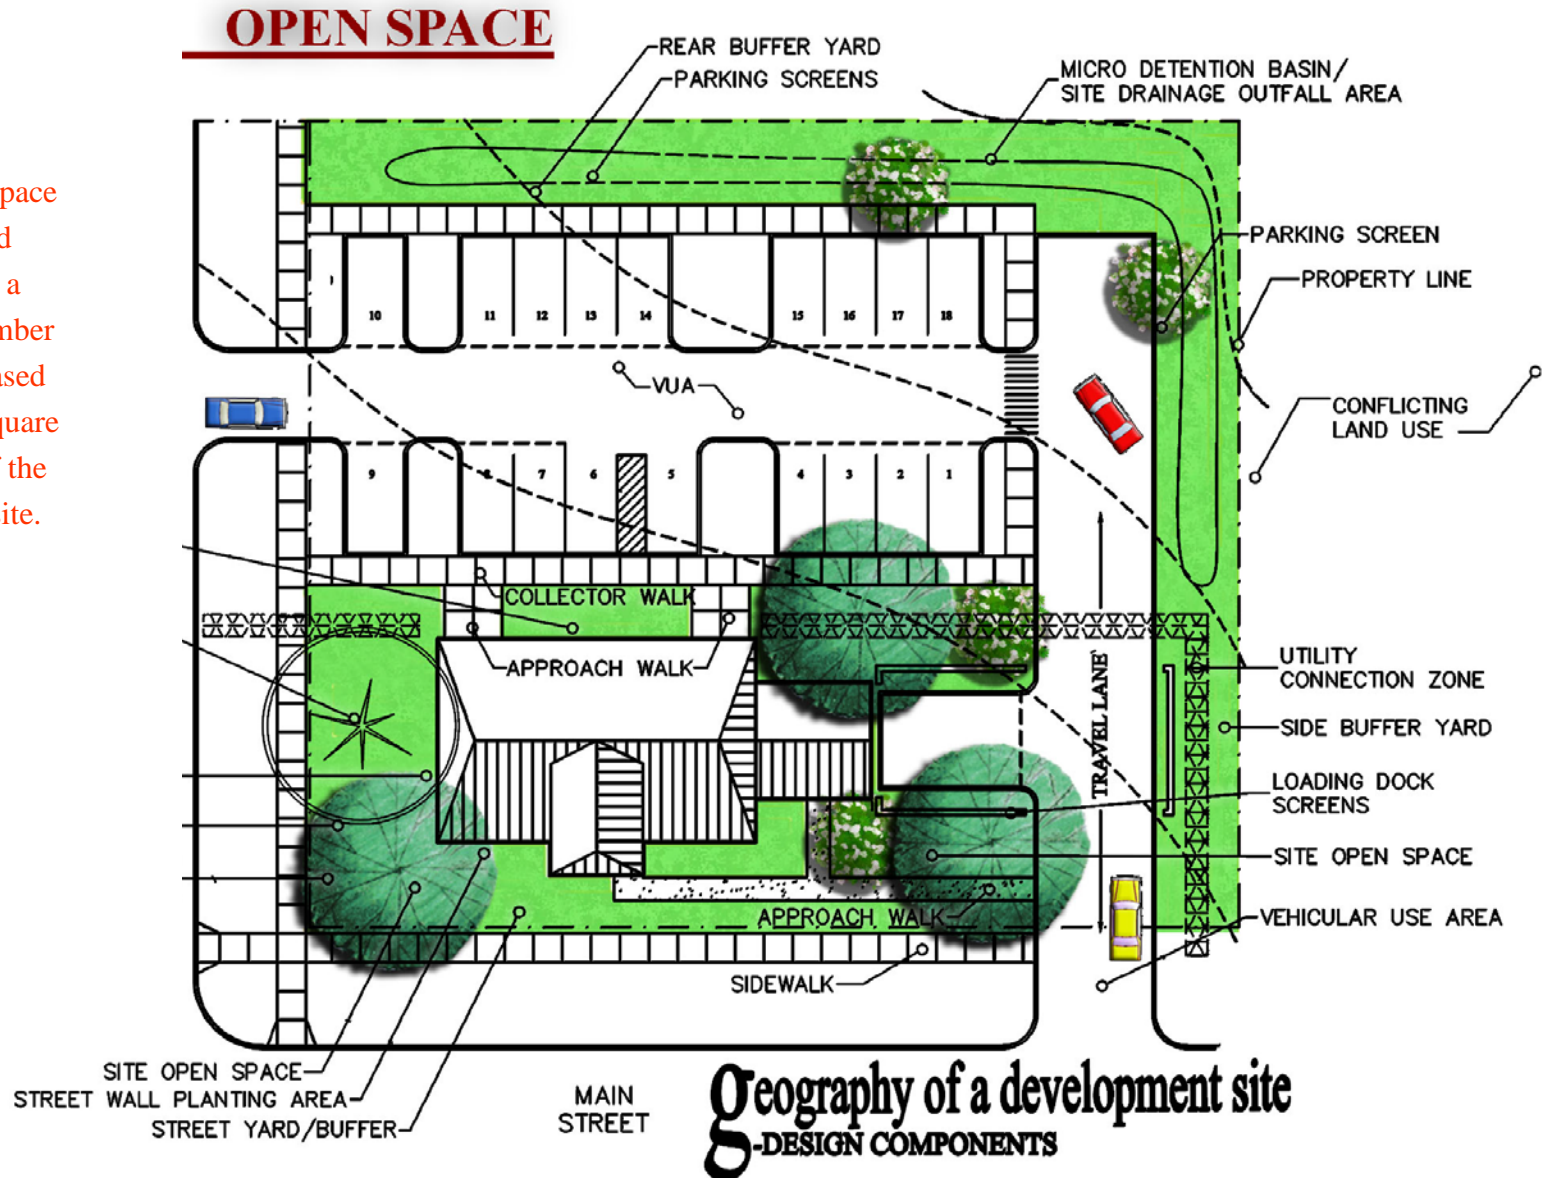 OPEN SPACE
REAR BUFFER YARD
PARKING SCREENS
MICRO DETENTION BASIN/
SITE DRAINAGE OUTFALL AREA
pace
d
a
mber
ased
quare
f the
ite.
PARKING SCREEN
PROPERTY LINE
10
11 12 13 14
15 16 17 18
VUA
CONFLICTING
LAND USE
9
8 7 6 5
4 3 2 1
COLLECTOR WALK
APPROACH WALK
TRAVEL LANE
UTILITY
CONNECTION ZONE
SIDE BUFFER YARD
LOADING DOCK
SCREENS
SITE OPEN SPACE
APPROACH WALK
VEHICULAR USE AREA
SIDEWALK
SITE OPEN SPACE
STREET WALL PLANTING AREA
STREET YARD/BUFFER
MAIN
STREET
geography of a development site
-DESIGN COMPONENTS